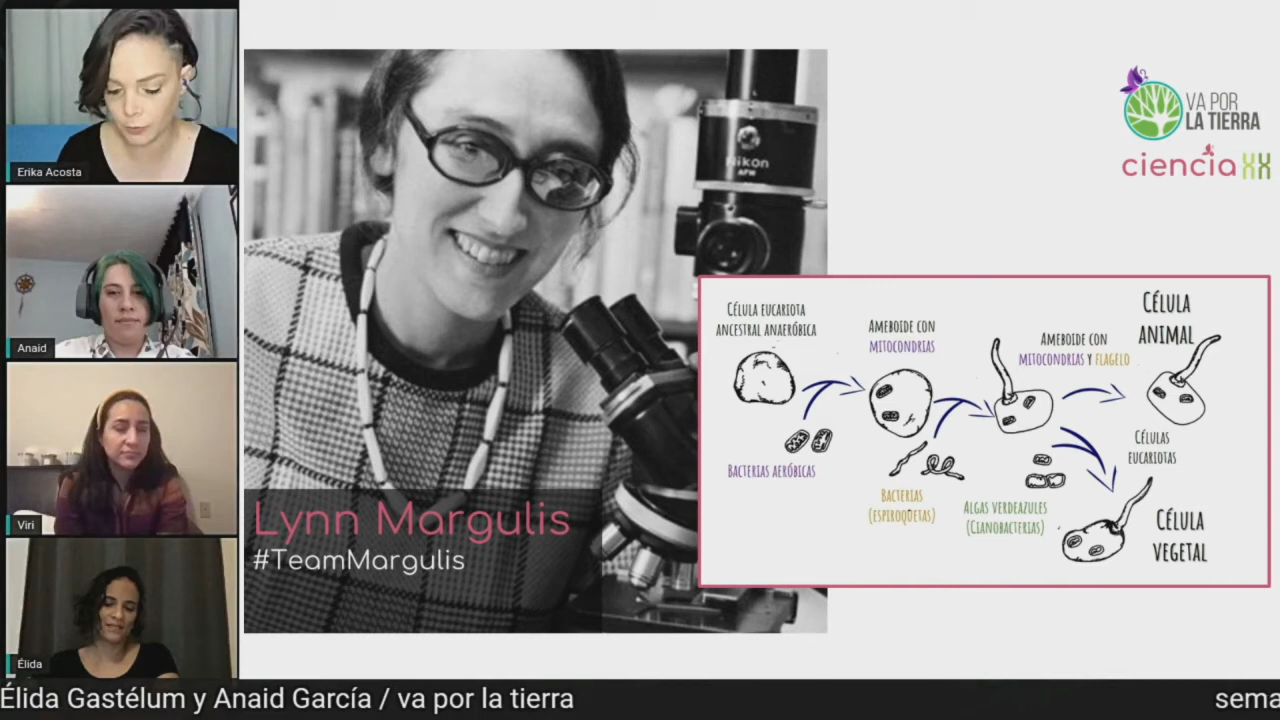 Erika Acosta
Anaid
Viri
Élida
Nikon
AFM
Lynn Margulis
#TeamMargulis
VA POR
LA TIERRA
ciencia XX
CÉLULA EUCARIOTA
ANCESTRAL ANAERÓBICA
BACTERIAS AERÓBICAS
AMEBOIDE CON
MITOCONDRIAS
BACTERIAS
(ESPIROQUETAS)
AMEBOIDE CON
MITOCONDRIAS Y FLAGELO
ALGAS VERDEAZULES
(CIANOBACTERIAS)
CÉLULA
ANIMAL
CÉLULAS
EUCARIOTAS
CÉLULA
VEGETAL
Élida Gastélum y Anaid García / va por la tierra
sema